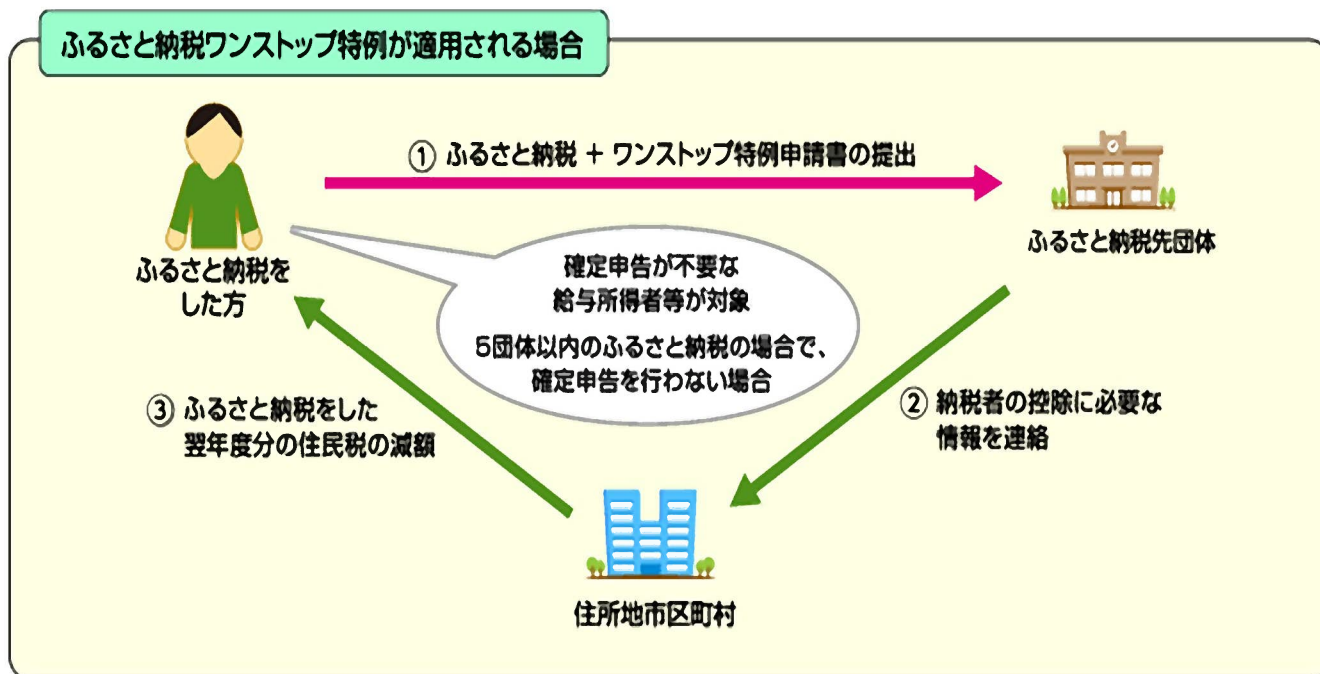 ふるさと納税ワンストップ特例が適用される場合
① ふるさと納税 + ワンストップ特例申請書の提出
ふるさと納税先団体
ふるさと納税を
した方
確定申告が不要な
給与所得者等が対象
5団体以内のふるさと納税の場合で、
確定申告を行わない場合
② 納税者の控除に必要な
情報を連絡
③ ふるさと納税をした
翌年度分の住民税の減額
住所地市区町村